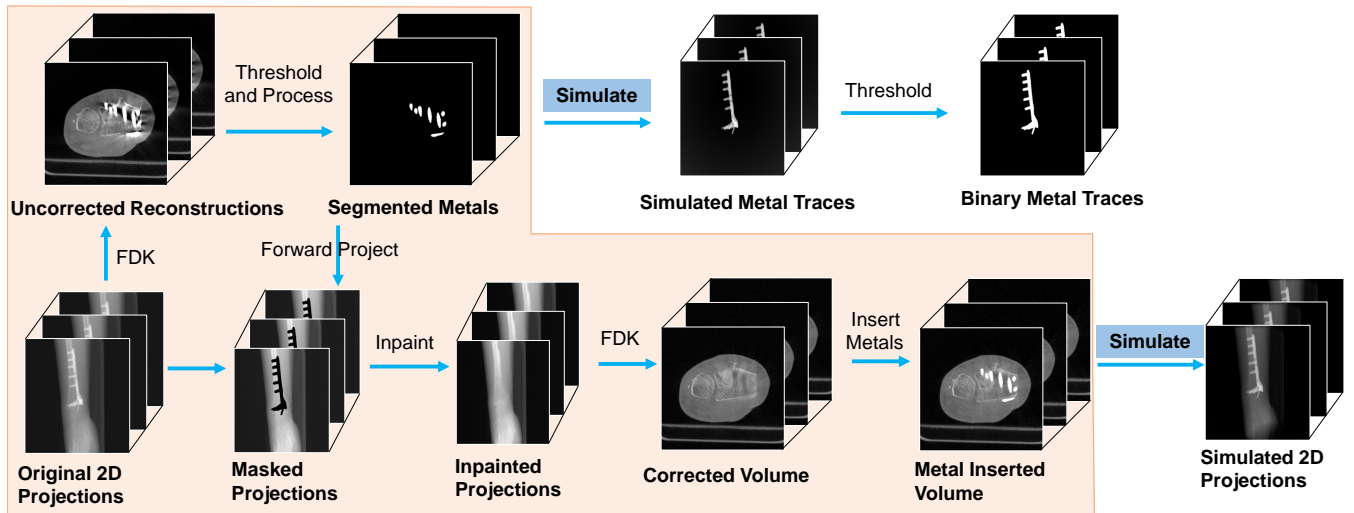 Threshold
and Process
Simulate
Threshold
Uncorrected Reconstructions
Segmented Metals
Simulated Metal Traces
Binary Metal Traces
FDK
Forward Project
Inpaint
FDK
Insert
Metals
Simulate
Original 2D
Projections
Masked
Projections
Inpainted
Projections
Corrected Volume
Metal Inserted
Volume
Simulated 2D
Projections